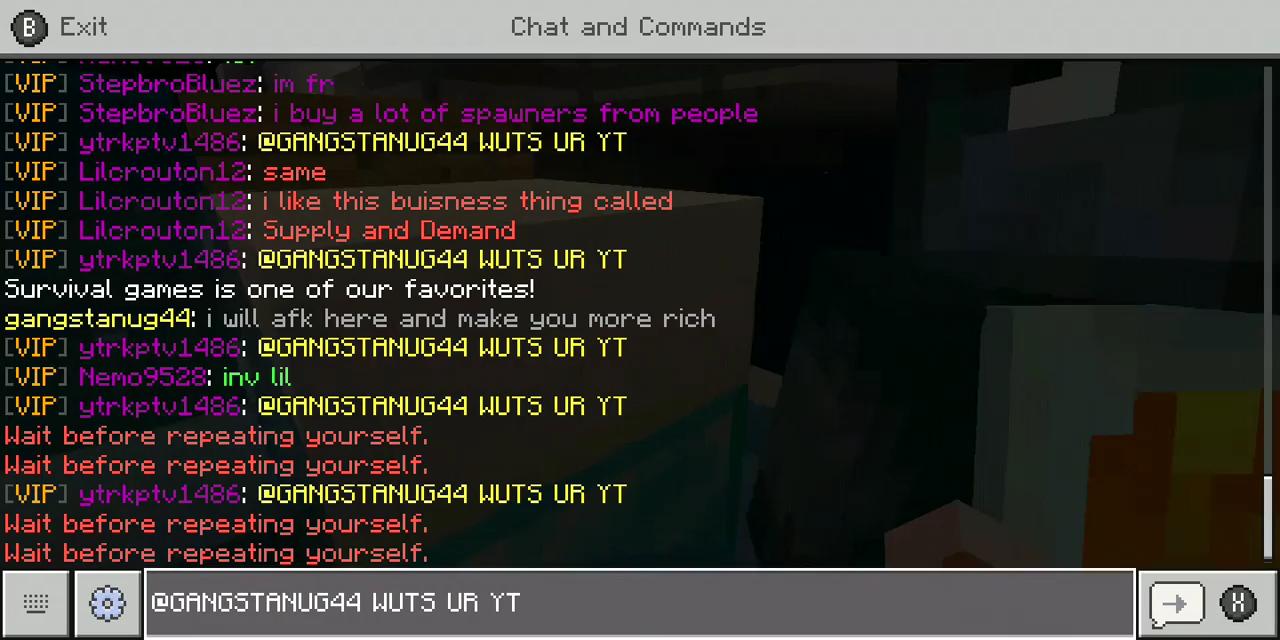 B Exit
Chat and Commands
[VIP] StepbroBluez: im fr
[VIP] StepbroBluez: i buy a lot of spawners from people
[VIP] ytrkptv1486: @GANGSTANUG44 WUTS UR YT
[VIP] Lilcrouton12: same
[VIP] Lilcrouton12: i like this buisness thing called
[VIP] Lilcrouton12: Supply and Demand
[VIP] ytrkptv1486: @GANGSTANUG44 WUTS UR YT
Survival games is one of our favorites!
gangstanug44: i will afk here and make you more rich
[VIP] ytrkptv1486: @GANGSTANUG44 WUTS UR YT
[VIP] Nemo9528: inv lil
[VIP] ytrkptv1486: @GANGSTANUG44 WUTS UR YT
Wait before repeating yourself.
Wait before repeating yourself.
[VIP] ytrkptv1486: @GANGSTANUG44 WUTS UR YT
Wait before repeating yourself.
Wait before repeating yourself.
@GANGSTANUG44 WUTS UR YT
X